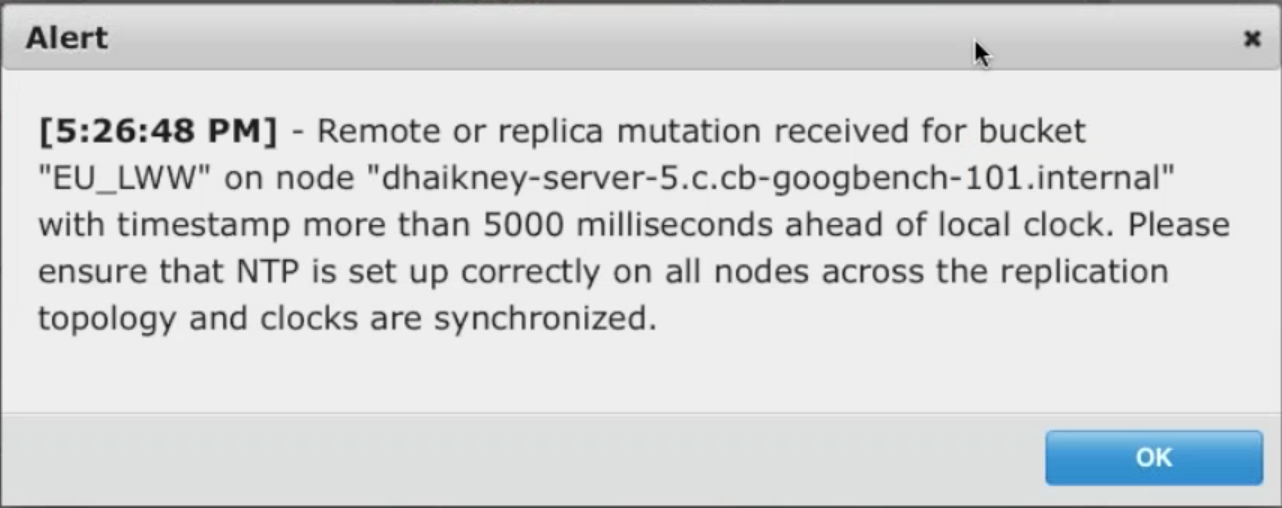 Alert
[5:26:48 PM] - Remote or replica mutation received for bucket
"EU_LWW" on node "dhaikney-server-5.c.cb-googbench-101.internal"
with timestamp more than 5000 milliseconds ahead of local clock. Please
ensure that NTP is set up correctly on all nodes across the replication
topology and clocks are synchronized.
OK